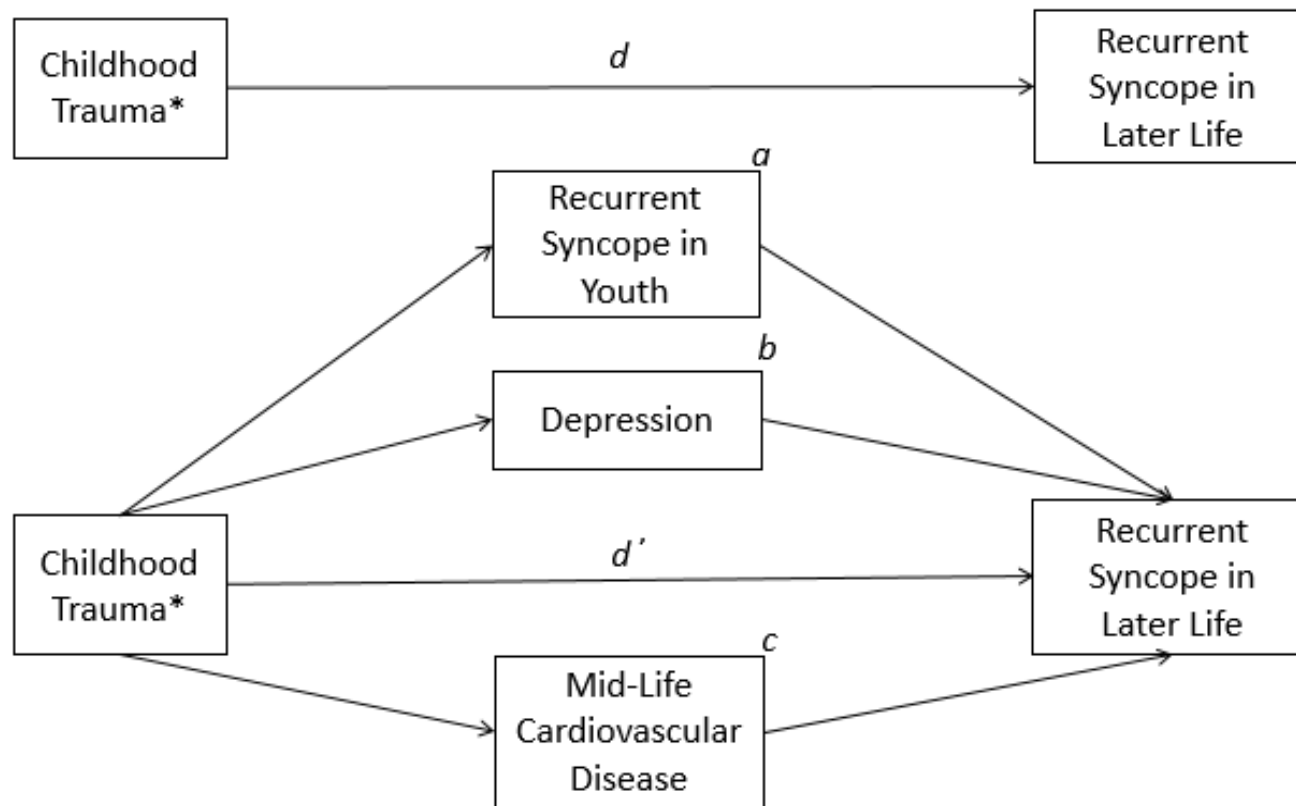 Childhood
Trauma*
d
Recurrent
Syncope in
Later Life
a
Recurrent
Syncope in
Youth
b
Depression
Childhood
Trauma*
d′
Recurrent
Syncope in
Later Life
c
Mid-Life
Cardiovascular
Disease